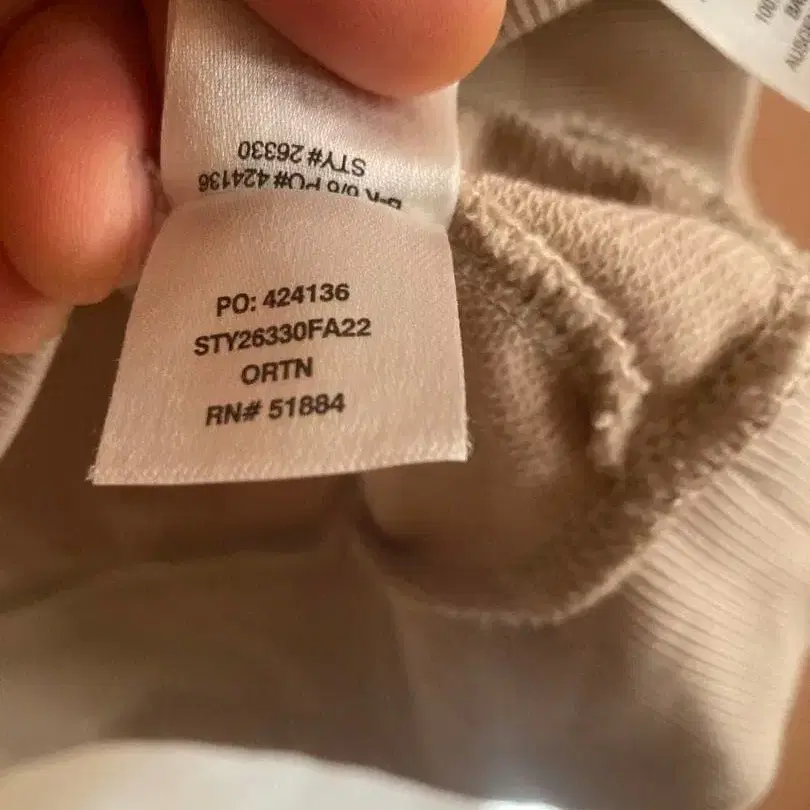 STY# 26330
PO# 424136
PO: 424136
STY26330FA22
ORTN
RN# 51884